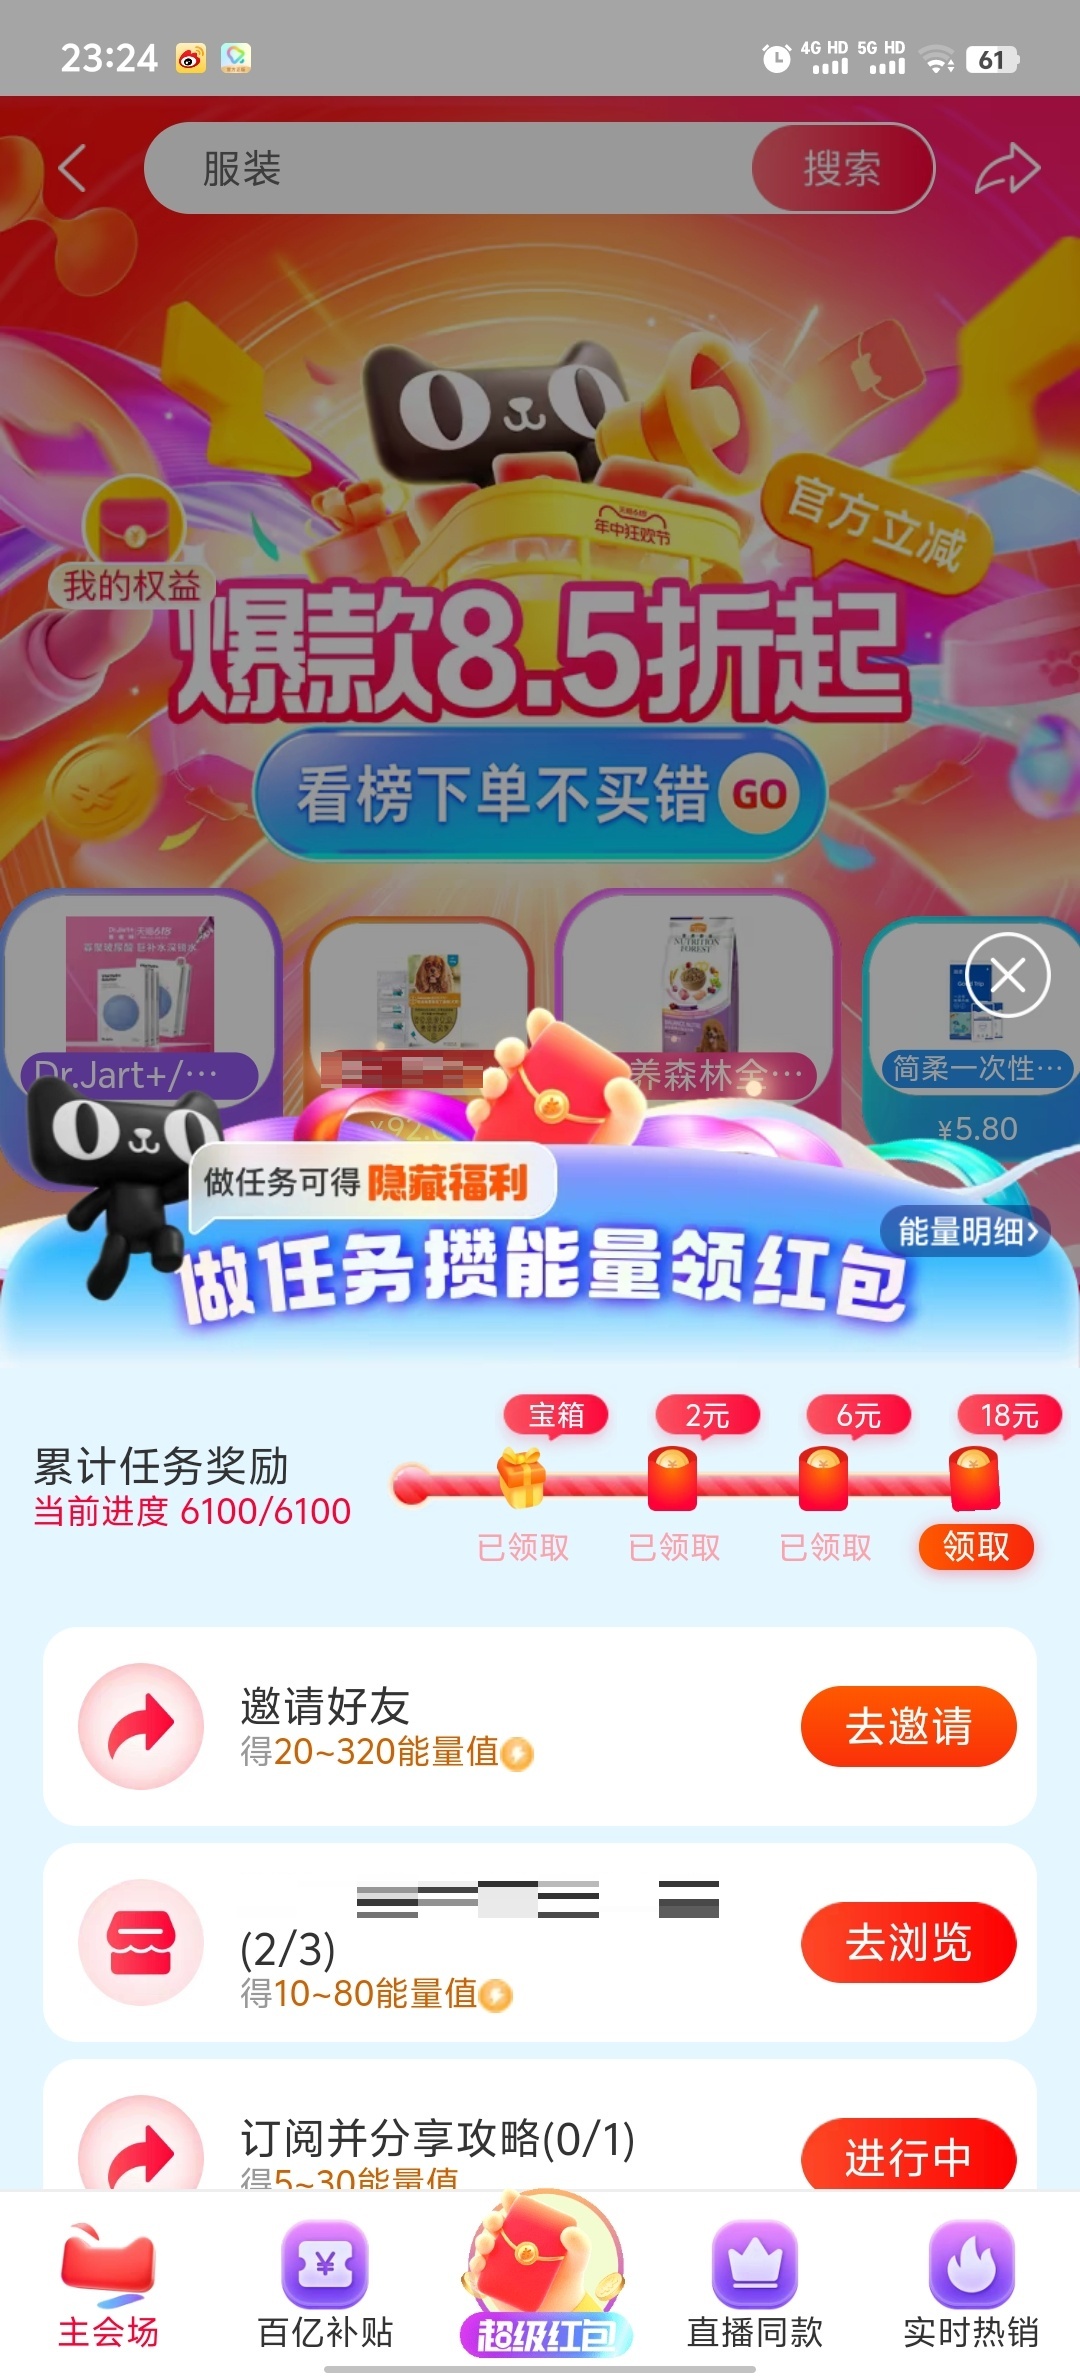 23:24
4G HD 5G HD
61
服装
搜索
官方立减
天猫618
年中狂欢节
我的权益
爆款8.5折起
看榜下单不买错 GO
Dr.Jart+/···
养森林全···
简柔一次性···
¥5.80
做任务可得隐藏福利
能量明细
做任务攒能量领红包
宝箱
2元
6元
18元
累计任务奖励
当前进度 6100/6100
已领取
已领取
已领取
领取
邀请好友
得20~320能量值
去邀请
(2/3)
得10~80能量值
去浏览
订阅并分享攻略(0/1)
得5~30能量值
进行中
主会场
百亿补贴
超级红包
直播同款
实时热销